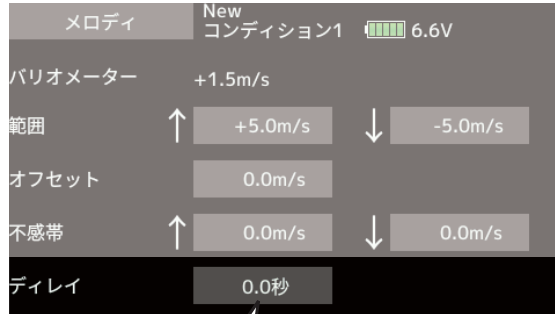 メロディ
New
コンディション1 6.6V
バリオメーター +1.5m/s
範囲 ↑ +5.0m/s ↓ -5.0m/s
オフセット 0.0m/s
不感帯 ↑ 0.0m/s ↓ 0.0m/s
ディレイ 0.0秒